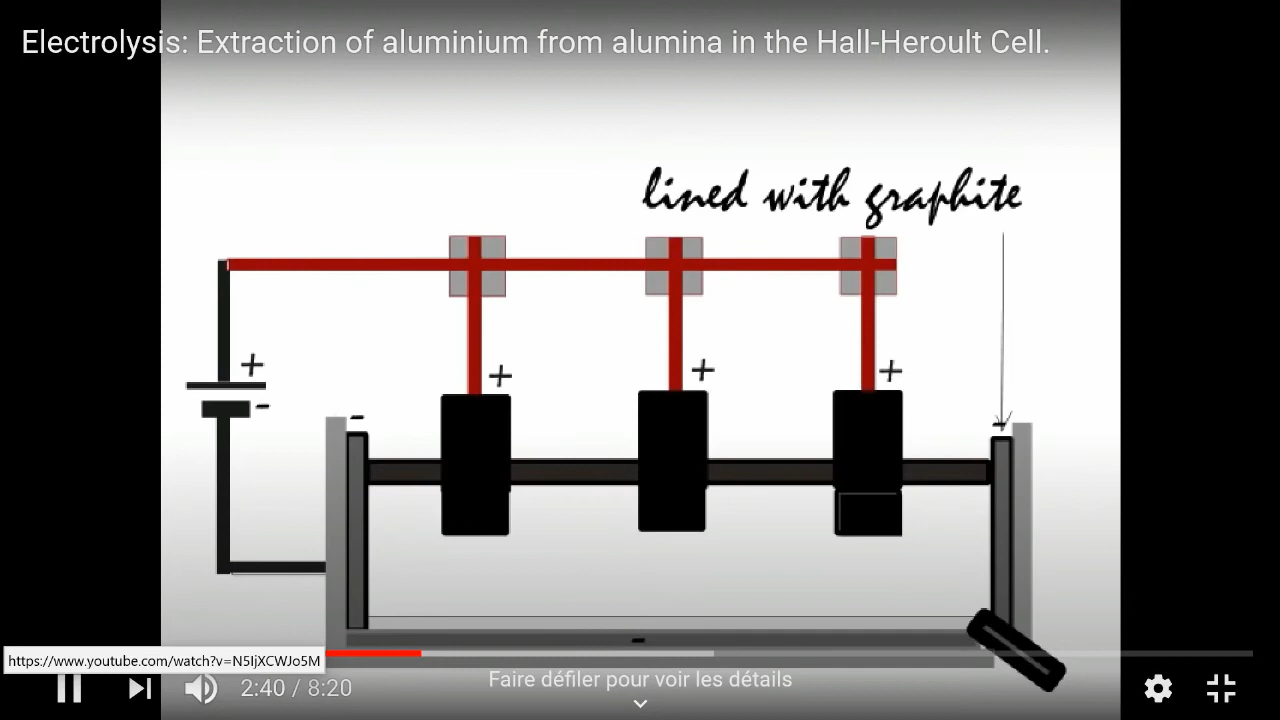 Electrolysis: Extraction of aluminium from alumina in the Hall-Heroult Cell.
lined with graphite
+
+
+
+
-
-
-
-
https://www.youtube.com/watch?v=N5IjXCWJo5M
2:40 / 8:20
Faire défiler pour voir les détails